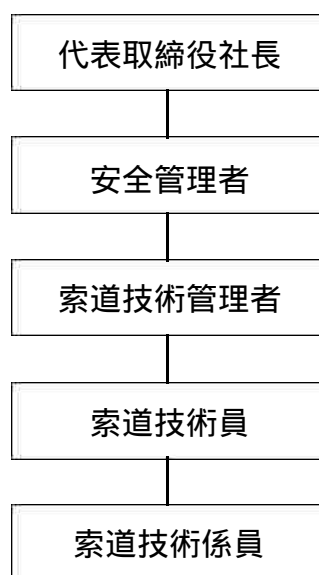 代表取締役社長
安全管理者
索道技術管理者
索道技術員
索道技術係員